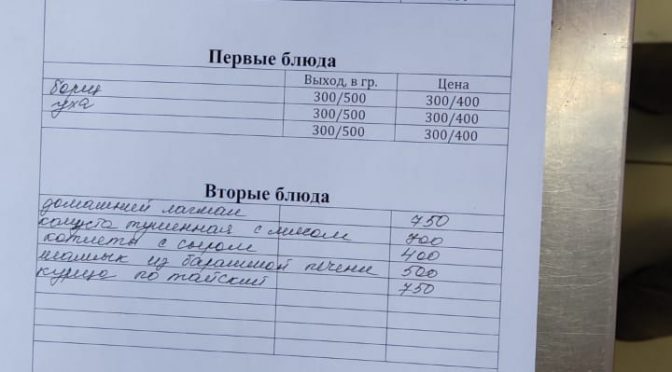 Первые блюда
Выход, в гр. Цена
борщ 300/500 300/400
уха 300/500 300/400
300/500 300/400
Вторые блюда
домашний лагман 750
капуста тушенная с мясом 700
котлеты с сыром 400
шашлык из бараньей печени 500
курица по тайский 750